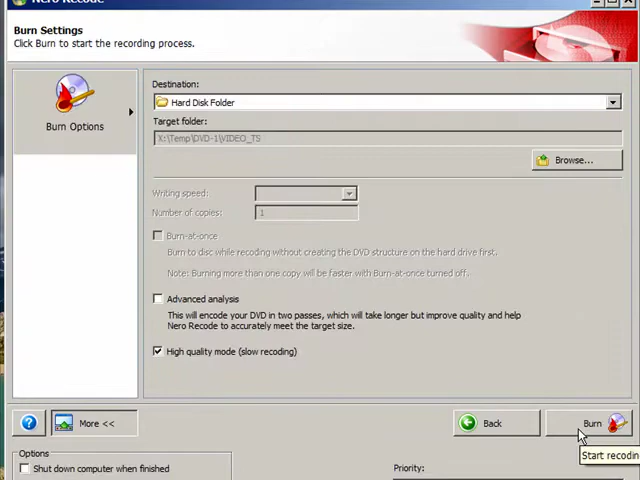 Nero Recode
Burn Settings
Click Burn to start the recording process.
Burn Options
Destination:
Hard Disk Folder
Target folder:
X:\Temp\DVD-1\VIDEO_TS
Browse...
Writing speed:
Number of copies:
1
Burn-at-once
Burn to disc while recoding without creating the DVD structure on the hard drive first.
Note: Burning more than one copy will be faster with Burn-at-once turned off.
Advanced analysis
This will encode your DVD in two passes, which will take longer but improve quality and help
Nero Recode to accurately meet the target size.
High quality mode (slow recoding)
More <<
Back
Burn
Start recodin
Options
Shut down computer when finished
Priority: